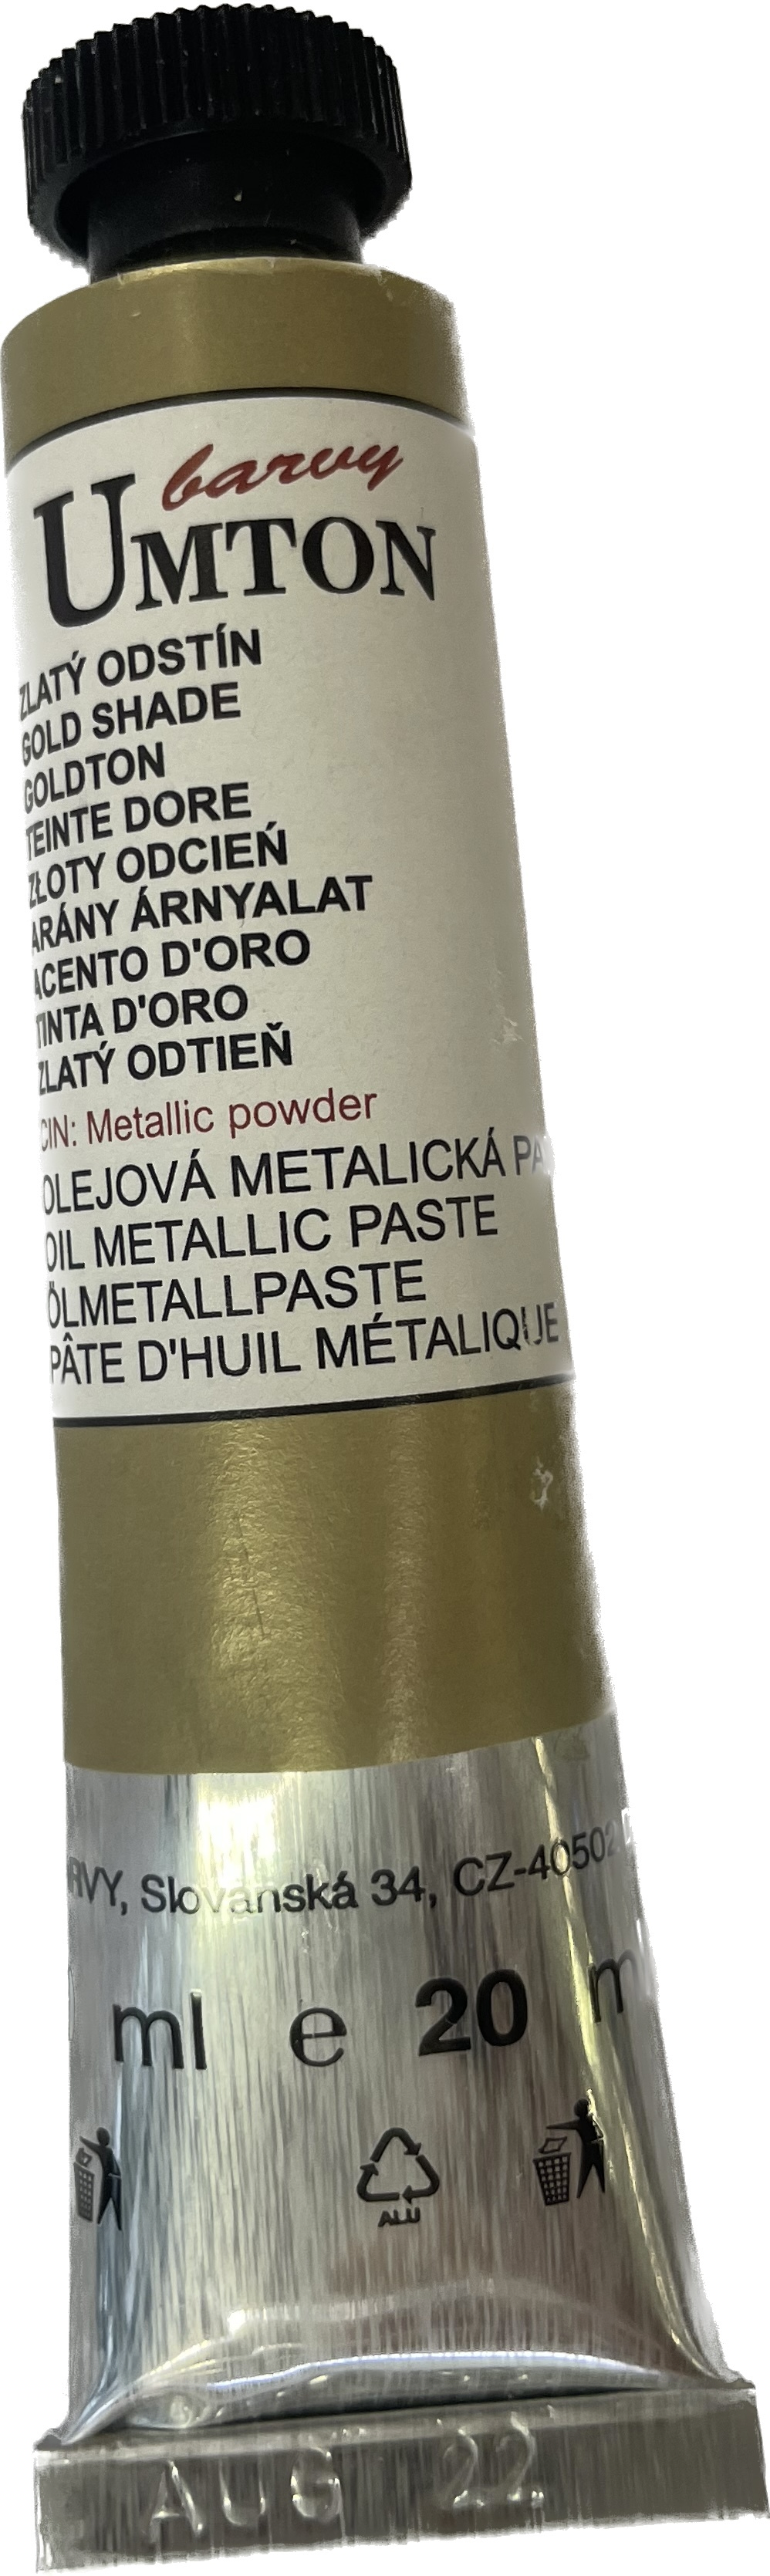 barvy
UMTON
ZLATÝ ODSTÍN
GOLD SHADE
GOLDTON
TEINTE DORE
ZŁOTY ODCIEŃ
ARÁNY ÁRNYALAT
ACENTO D'ORO
TINTA D'ORO
ZLATÝ ODTIEŇ
CIN: Metallic powder
OLEJOVÁ METALICKÁ
OIL METALLIC PASTE
ÖLMETALLPASTE
PÂTE D'HUIL MÉTALIQUE
Slovanská 34, CZ-40502
ml e 20 ml
ALU
AUG 22